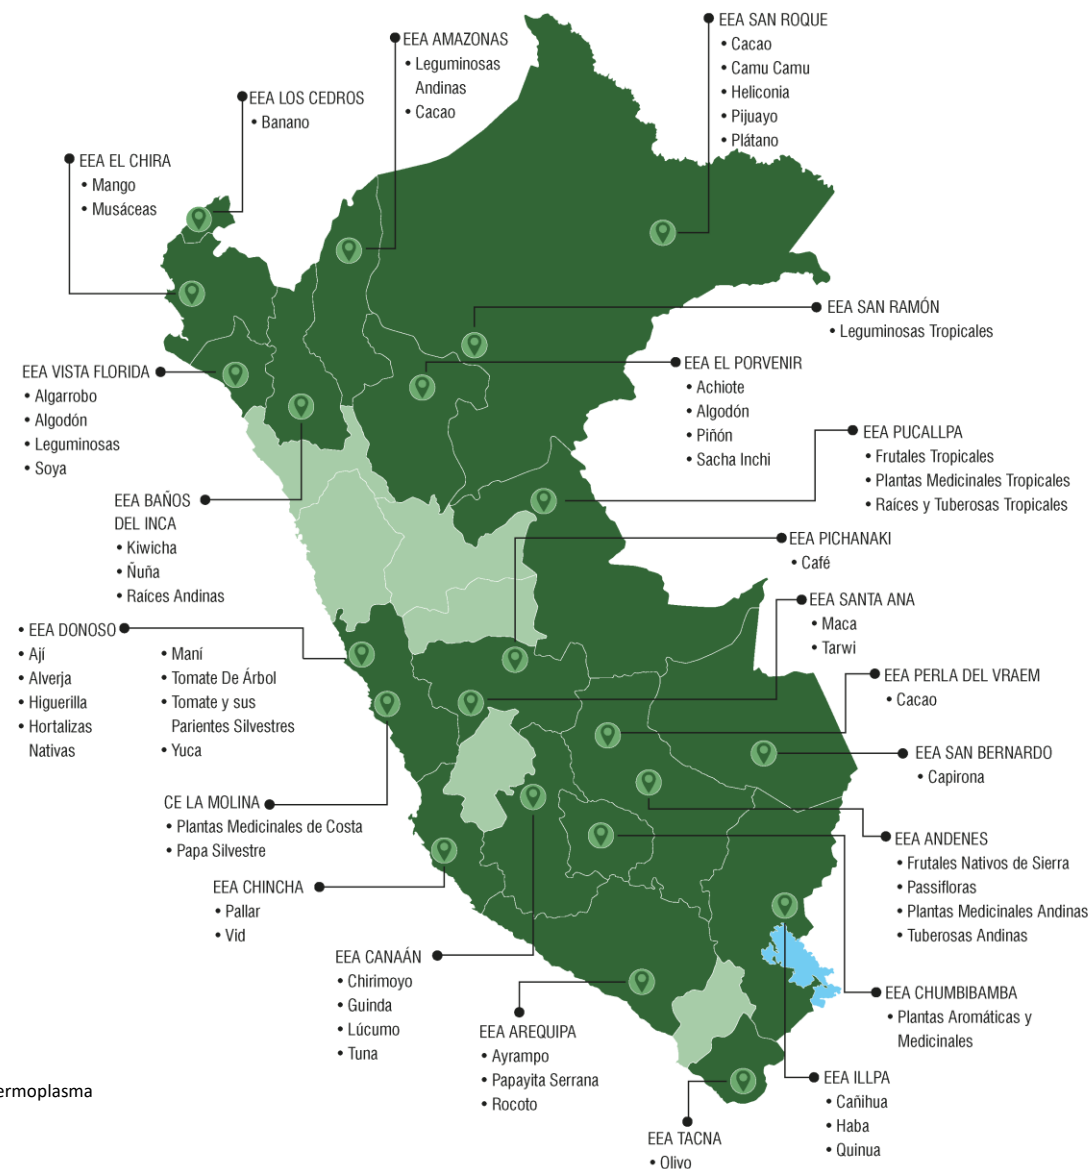 EEA SAN ROQUE
• Cacao
• Camu Camu
• Heliconia
• Pijuayo
• Plátano
EEA AMAZONAS
• Leguminosas
Andinas
• Cacao
EEA LOS CEDROS
• Banano
EEA EL CHIRA
• Mango
• Musáceas
EEA SAN RAMÓN
• Leguminosas Tropicales
EEA VISTA FLORIDA
• Algarrobo
• Algodón
• Leguminosas
• Soya
EEA EL PORVENIR
• Achiote
• Algodón
• Piñón
• Sacha Inchi
EEA PUCALLPA
• Frutales Tropicales
• Plantas Medicinales Tropicales
• Raíces y Tuberosas Tropicales
EEA BAÑOS
DEL INCA
• Kiwicha
• Ñuña
• Raíces Andinas
EEA PICHANAKI
• Café
EEA SANTA ANA
• Maca
• Tarwi
• EEA DONOSO
• Ají
• Alverja
• Higuerilla
• Hortalizas
Nativas
• Maní
• Tomate De Árbol
• Tomate y sus
Parientes Silvestres
• Yuca
EEA PERLA DEL VRAEM
• Cacao
EEA SAN BERNARDO
• Capirona
CE LA MOLINA
• Plantas Medicinales de Costa
• Papa Silvestre
EEA ANDENES
• Frutales Nativos de Sierra
• Passifloras
• Plantas Medicinales Andinas
• Tuberosas Andinas
EEA CHINCHA
• Pallar
• Vid
EEA CANAÁN
• Chirimoyo
• Guinda
• Lúcumo
• Tuna
EEA CHUMBIBAMBA
• Plantas Aromáticas y
Medicinales
EEA AREQUIPA
• Ayrampo
• Papayita Serrana
• Rocoto
EEA ILLPA
• Cañihua
• Haba
• Quinua
ermoplasma
EEA TACNA
• Olivo